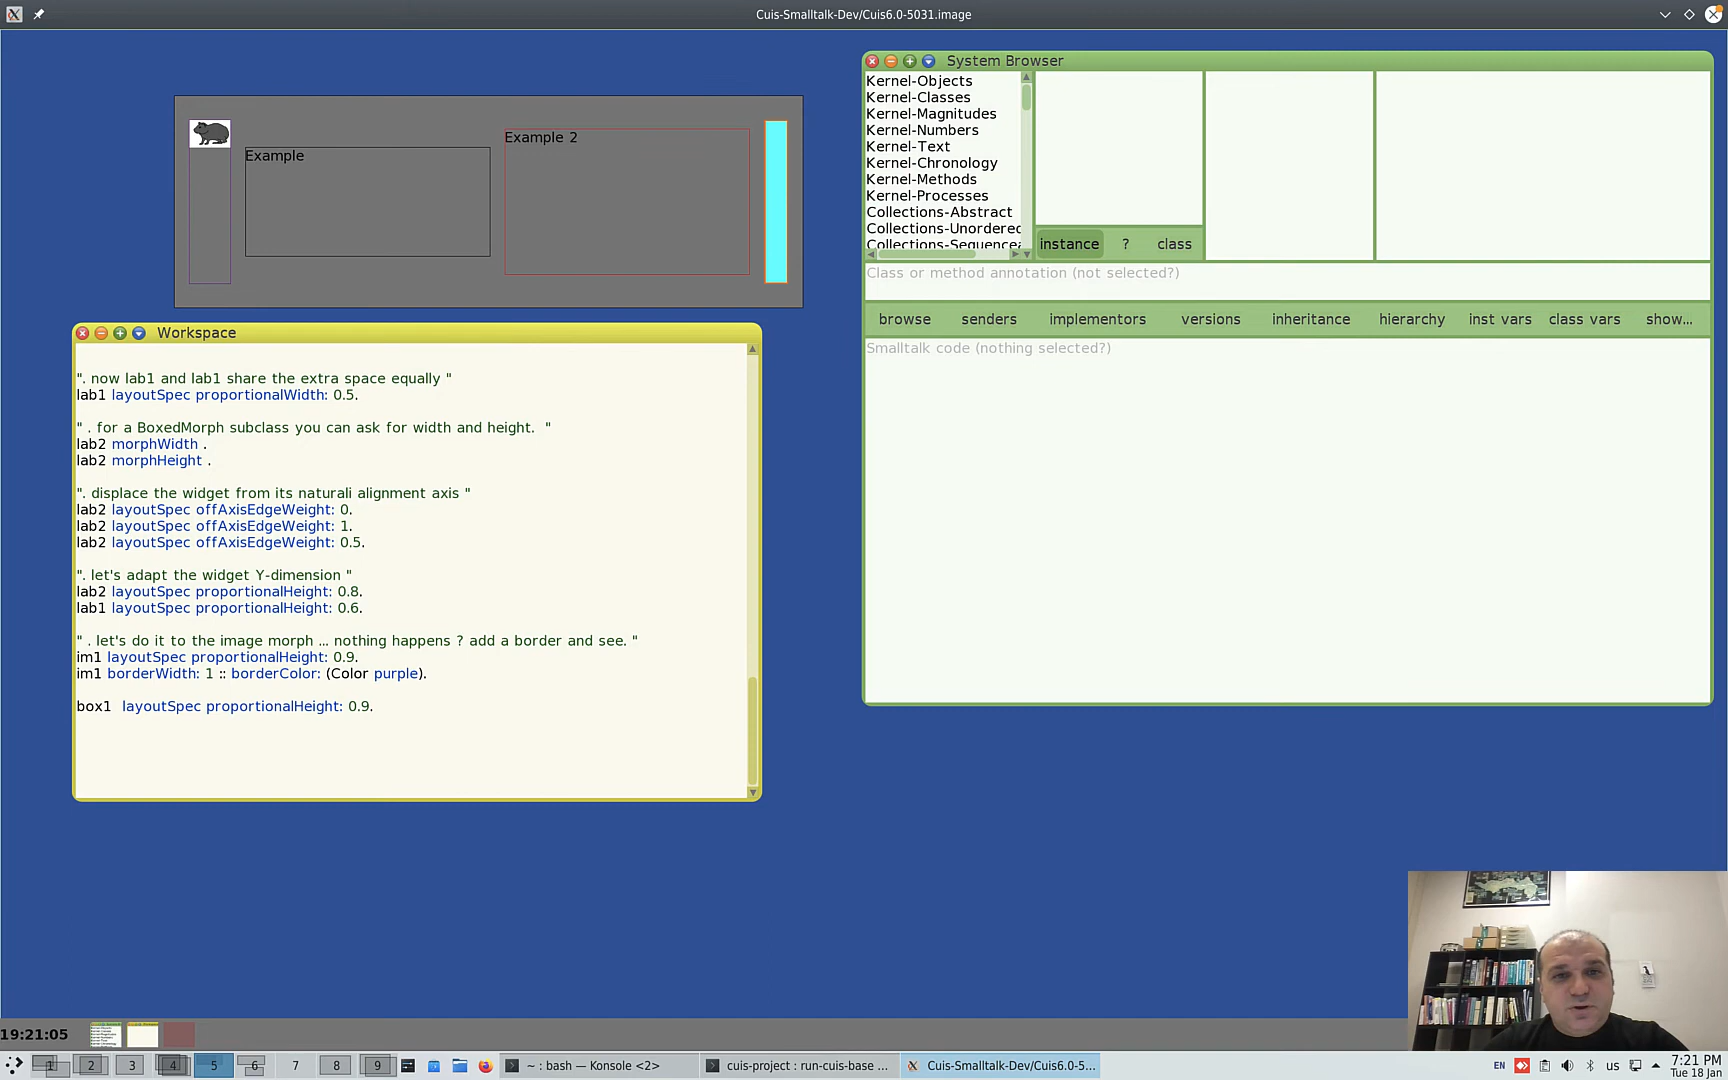 Cuis-Smalltalk-Dev/Cuis6.0-5031.image
Example
Example 2
System Browser
Kernel-Objects
Kernel-Classes
Kernel-Magnitudes
Kernel-Numbers
Kernel-Text
Kernel-Chronology
Kernel-Methods
Kernel-Processes
Collections-Abstract
Collections-Unordered
Collections-Sequencea
instance ? class
Class or method annotation (not selected?)
browse senders implementors versions inheritance hierarchy inst vars class vars show...
Smalltalk code (nothing selected?)
Workspace
". now lab1 and lab1 share the extra space equally "
lab1 layoutSpec proportionalWidth: 0.5.
" . for a BoxedMorph subclass you can ask for width and height.  "
lab2 morphWidth .
lab2 morphHeight .
". displace the widget from its naturali alignment axis "
lab2 layoutSpec offAxisEdgeWeight: 0.
lab2 layoutSpec offAxisEdgeWeight: 1.
lab2 layoutSpec offAxisEdgeWeight: 0.5.
". let's adapt the widget Y-dimension "
lab2 layoutSpec proportionalHeight: 0.8.
lab1 layoutSpec proportionalHeight: 0.6.
" . let's do it to the image morph ... nothing happens ? add a border and see. "
im1 layoutSpec proportionalHeight: 0.9.
im1 borderWidth: 1 :: borderColor: (Color purple).
box1  layoutSpec proportionalHeight: 0.9.
19:21:05
1 2 3 4 5 6 7 8 9
~ : bash — Konsole <2>
cuis-project : run-cuis-base ...
Cuis-Smalltalk-Dev/Cuis6.0-5...
EN
us
7:21 PM
Tue 18 Jan